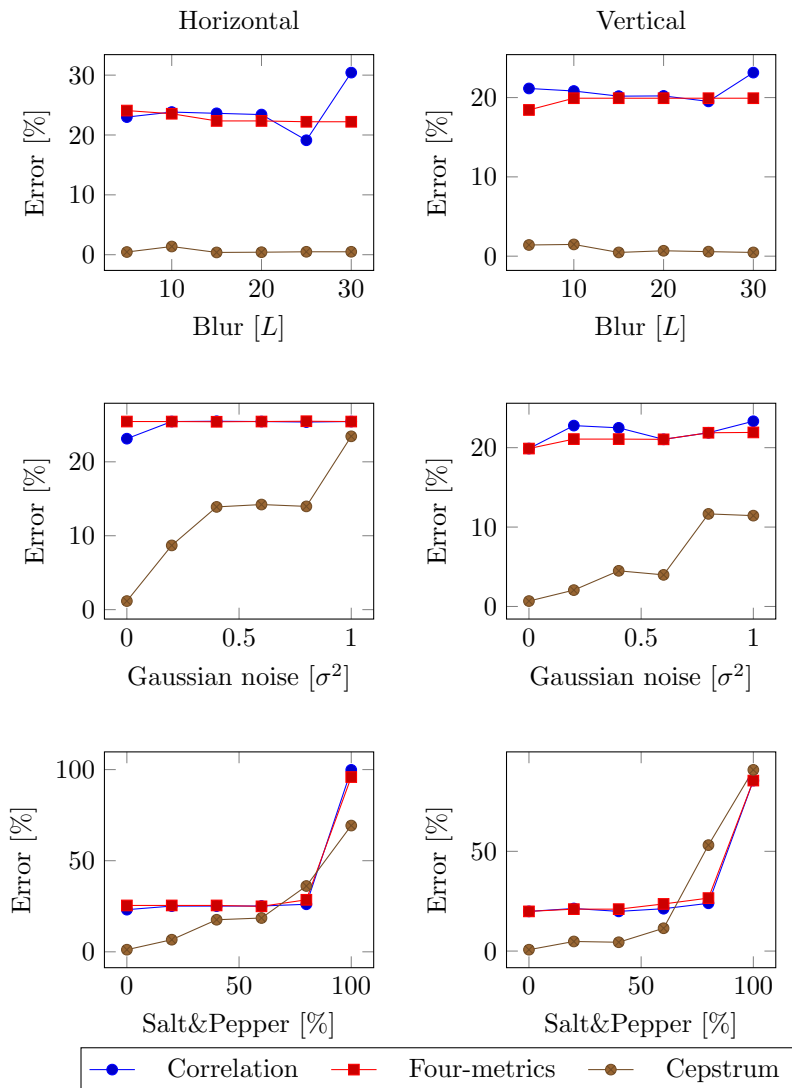 Horizontal
Vertical
Error [%]
30
20
10
0
10
20
30
Blur [L]
Error [%]
20
10
0
10
20
30
Blur [L]
Error [%]
20
10
0
0
0.5
1
Gaussian noise [σ²]
Error [%]
20
10
0
0
0.5
1
Gaussian noise [σ²]
Error [%]
100
50
0
0
50
100
Salt&Pepper [%]
Error [%]
50
0
0
50
100
Salt&Pepper [%]
Correlation
Four-metrics
Cepstrum